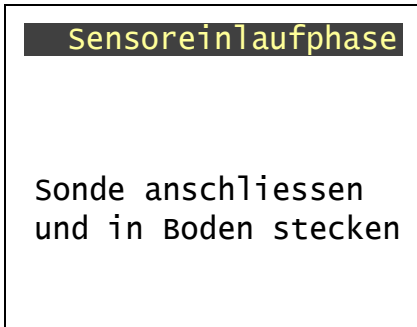 Sensoreinlaufphase
Sonde anschliessen
und in Boden stecken